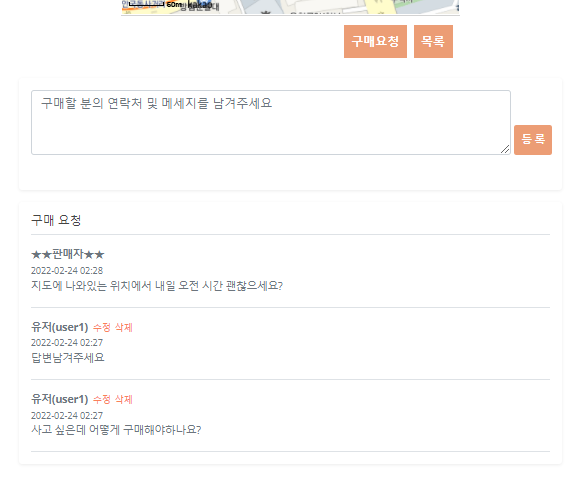 60m kakao
구매요청 목록
구매할 분의 연락처 및 메세지를 남겨주세요
등록
구매 요청
★★판매자★★
2022-02-24 02:28
지도에 나와있는 위치에서 내일 오전 시간 괜찮으세요?
유저(user1) 수정 삭제
2022-02-24 02:27
답변남겨주세요
유저(user1) 수정 삭제
2022-02-24 02:27
사고 싶은데 어떻게 구매해야하나요?